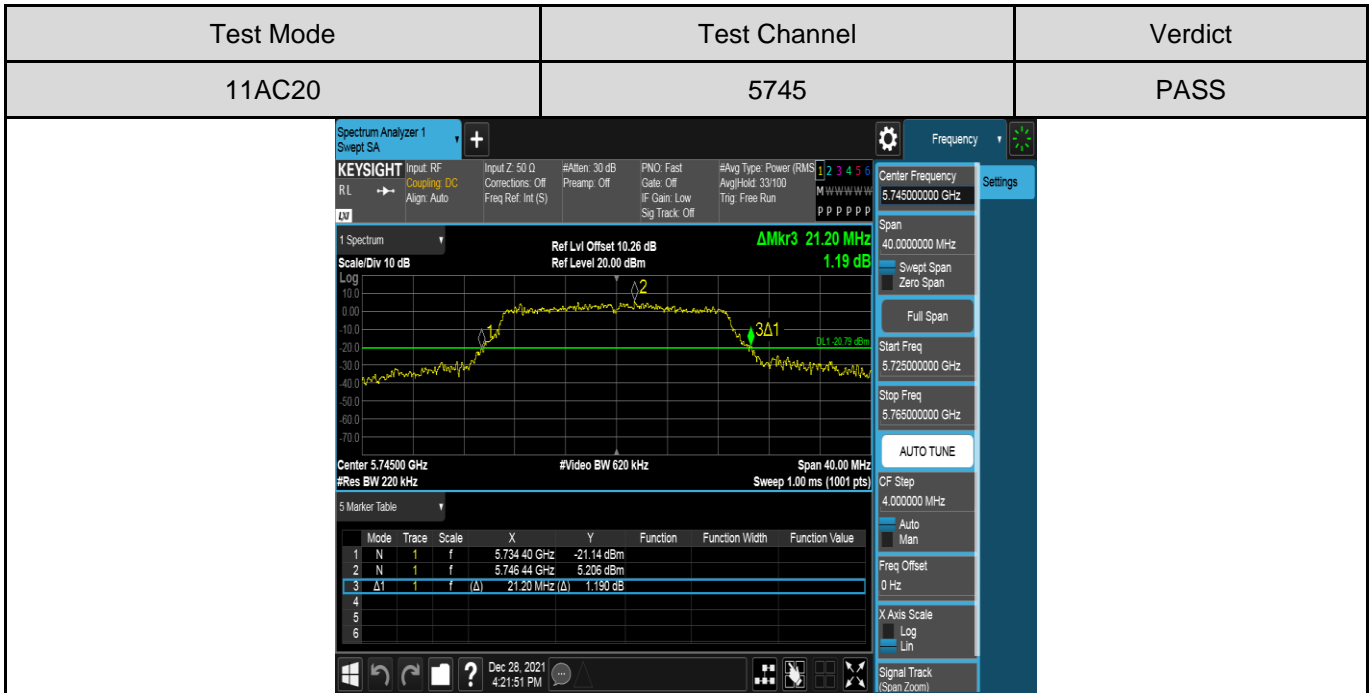 Test Mode Test Channel Verdict
11AC20 5745 PASS
Spectrum Analyzer 1
Swept SA
+
Frequency
KEYSIGHT Input: RF Input Z: 50 Ω #Atten: 30 dB PNO: Fast #Avg Type: Power (RMS 1 2 3 4 5 6
RL Coupling: DC Corrections: Off Preamp: Off Gate: Off Avg|Hold: 33/100 M W W W W W
Align: Auto Freq Ref: Int (S) IF Gain: Low Trig: Free Run
LXI Sig Track: Off P P P P P P
Center Frequency
5.745000000 GHz
Settings
1 Spectrum Ref Lvl Offset 10.26 dB ΔMkr3 21.20 MHz
Scale/Div 10 dB Ref Level 20.00 dBm 1.19 dB
Log
10.0
0.00
-10.0
-20.0
-30.0
-40.0
-50.0
-60.0
-70.0
1
2
3Δ1
DL1 -20.79 dBm
Center 5.74500 GHz #Video BW 620 kHz Span 40.00 MHz
#Res BW 220 kHz Sweep 1.00 ms (1001 pts)
Span
40.0000000 MHz
Swept Span
Zero Span
Full Span
Start Freq
5.725000000 GHz
Stop Freq
5.765000000 GHz
AUTO TUNE
CF Step
4.000000 MHz
Auto
Man
Freq Offset
0 Hz
X Axis Scale
Log
Lin
Signal Track
(Span Zoom)
5 Marker Table
Mode Trace Scale X Y Function Function Width Function Value
1 N 1 f 5.734 40 GHz -21.14 dBm
2 N 1 f 5.746 44 GHz 5.206 dBm
3 Δ1 1 f (Δ) 21.20 MHz (Δ) 1.190 dB
4
5
6
? Dec 28, 2021
4:21:51 PM